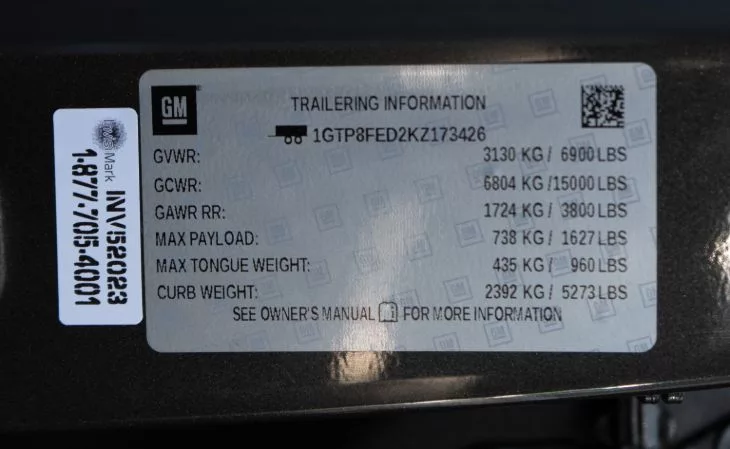 GM
TRAILERING INFORMATION
1GTP8FED2KZ173426
GVWR: 3130 KG / 6900 LBS
GCWR: 6804 KG / 15000 LBS
GAWR RR: 1724 KG / 3800 LBS
MAX PAYLOAD: 738 KG / 1627 LBS
MAX TONGUE WEIGHT: 435 KG / 960 LBS
CURB WEIGHT: 2392 KG / 5273 LBS
SEE OWNER'S MANUAL FOR MORE INFORMATION
Mark
INV52023
1-877-705-4001